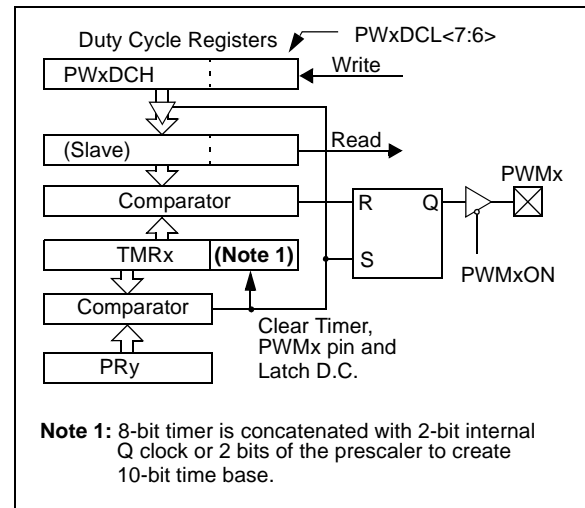 Duty Cycle Registers
PWxDCL<7:6>
PWxDCH
Write
(Slave)
Read
Comparator
R
Q
PWMx
TMRx
(Note 1)
S
PWMxON
Comparator
Clear Timer,
PWMx pin and
Latch D.C.
PRy
Note 1: 8-bit timer is concatenated with 2-bit internal
Q clock or 2 bits of the prescaler to create
10-bit time base.